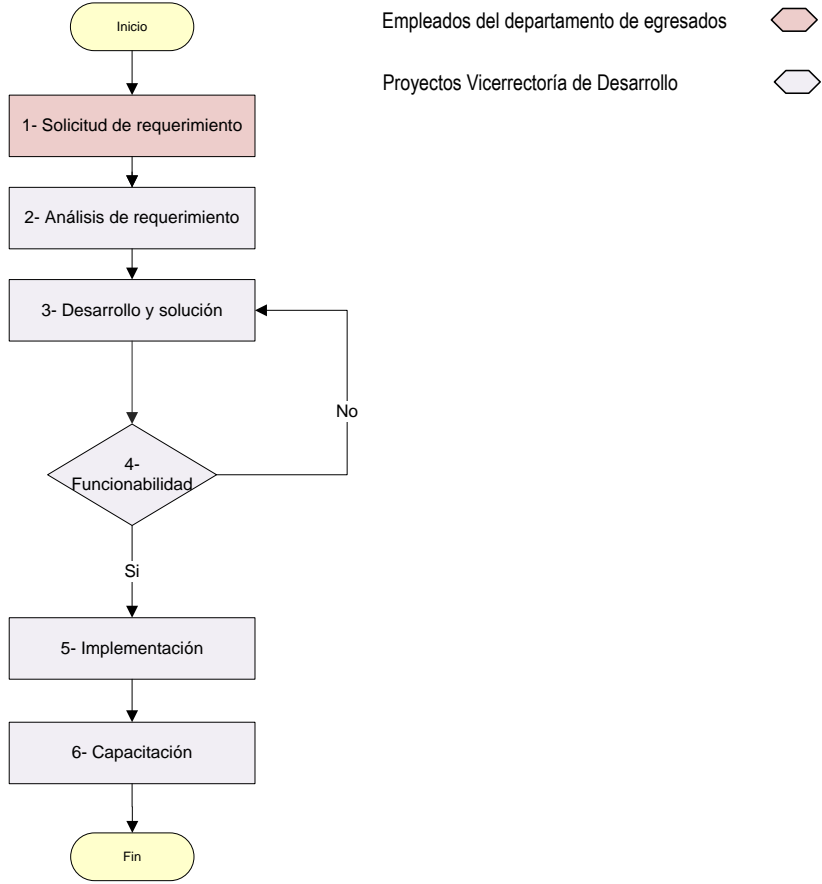 Inicio
Empleados del departamento de egresados
Proyectos Vicerrectoría de Desarrollo
1- Solicitud de requerimiento
2- Análisis de requerimiento
3- Desarrollo y solución
No
4-
Funcionabilidad
Si
5- Implementación
6- Capacitación
Fin